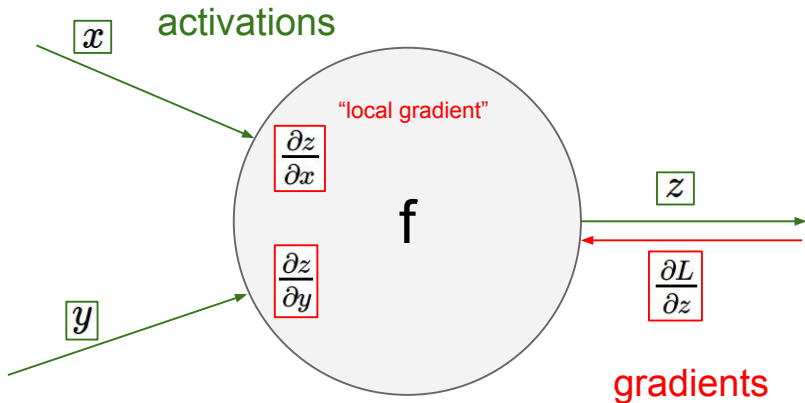 activations
x
“local gradient”
∂z
∂x
z
f
∂z
∂y
∂L
∂z
y
gradients